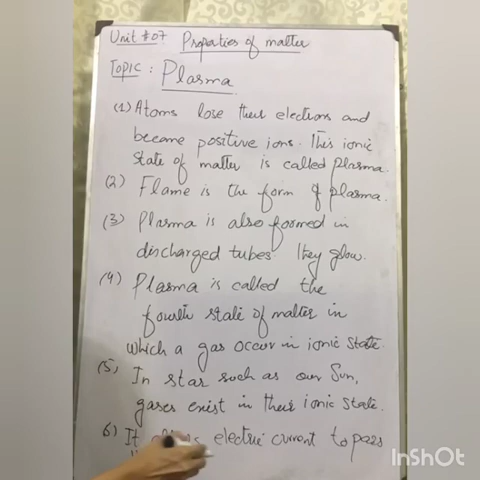 Unit # 07 Properties of matter
Topic : Plasma
(1) Atoms lose their electrons and
become positive ions. This ionic
state of matter is called plasma.
(2) Flame is the form of plasma.
(3) Plasma is also formed in
discharged tubes. They glow.
(4) Plasma is called the
fourth state of matter in
which a gas occur in ionic state.
(5) In star such as our Sun,
gases exist in their ionic state.
6) It electric current to pass
InShOt